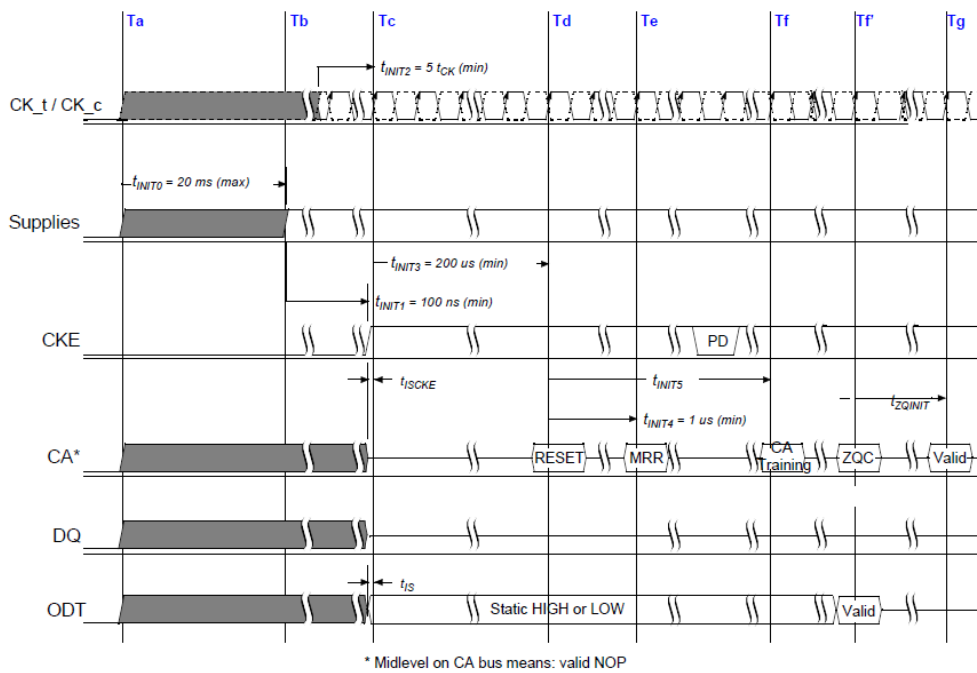 Ta Tb Tc Td Te Tf Tf' Tg
tINIT2 = 5 tCK (min)
CK_t / CK_c
tINIT0 = 20 ms (max)
Supplies
tINIT3 = 200 us (min)
tINIT1 = 100 ns (min)
CKE PD
tISCKE tINIT5
tZQINIT
tINIT4 = 1 us (min)
CA* RESET MRR CA Training ZQC Valid
DQ
tIS
ODT Static HIGH or LOW Valid
* Midlevel on CA bus means: valid NOP